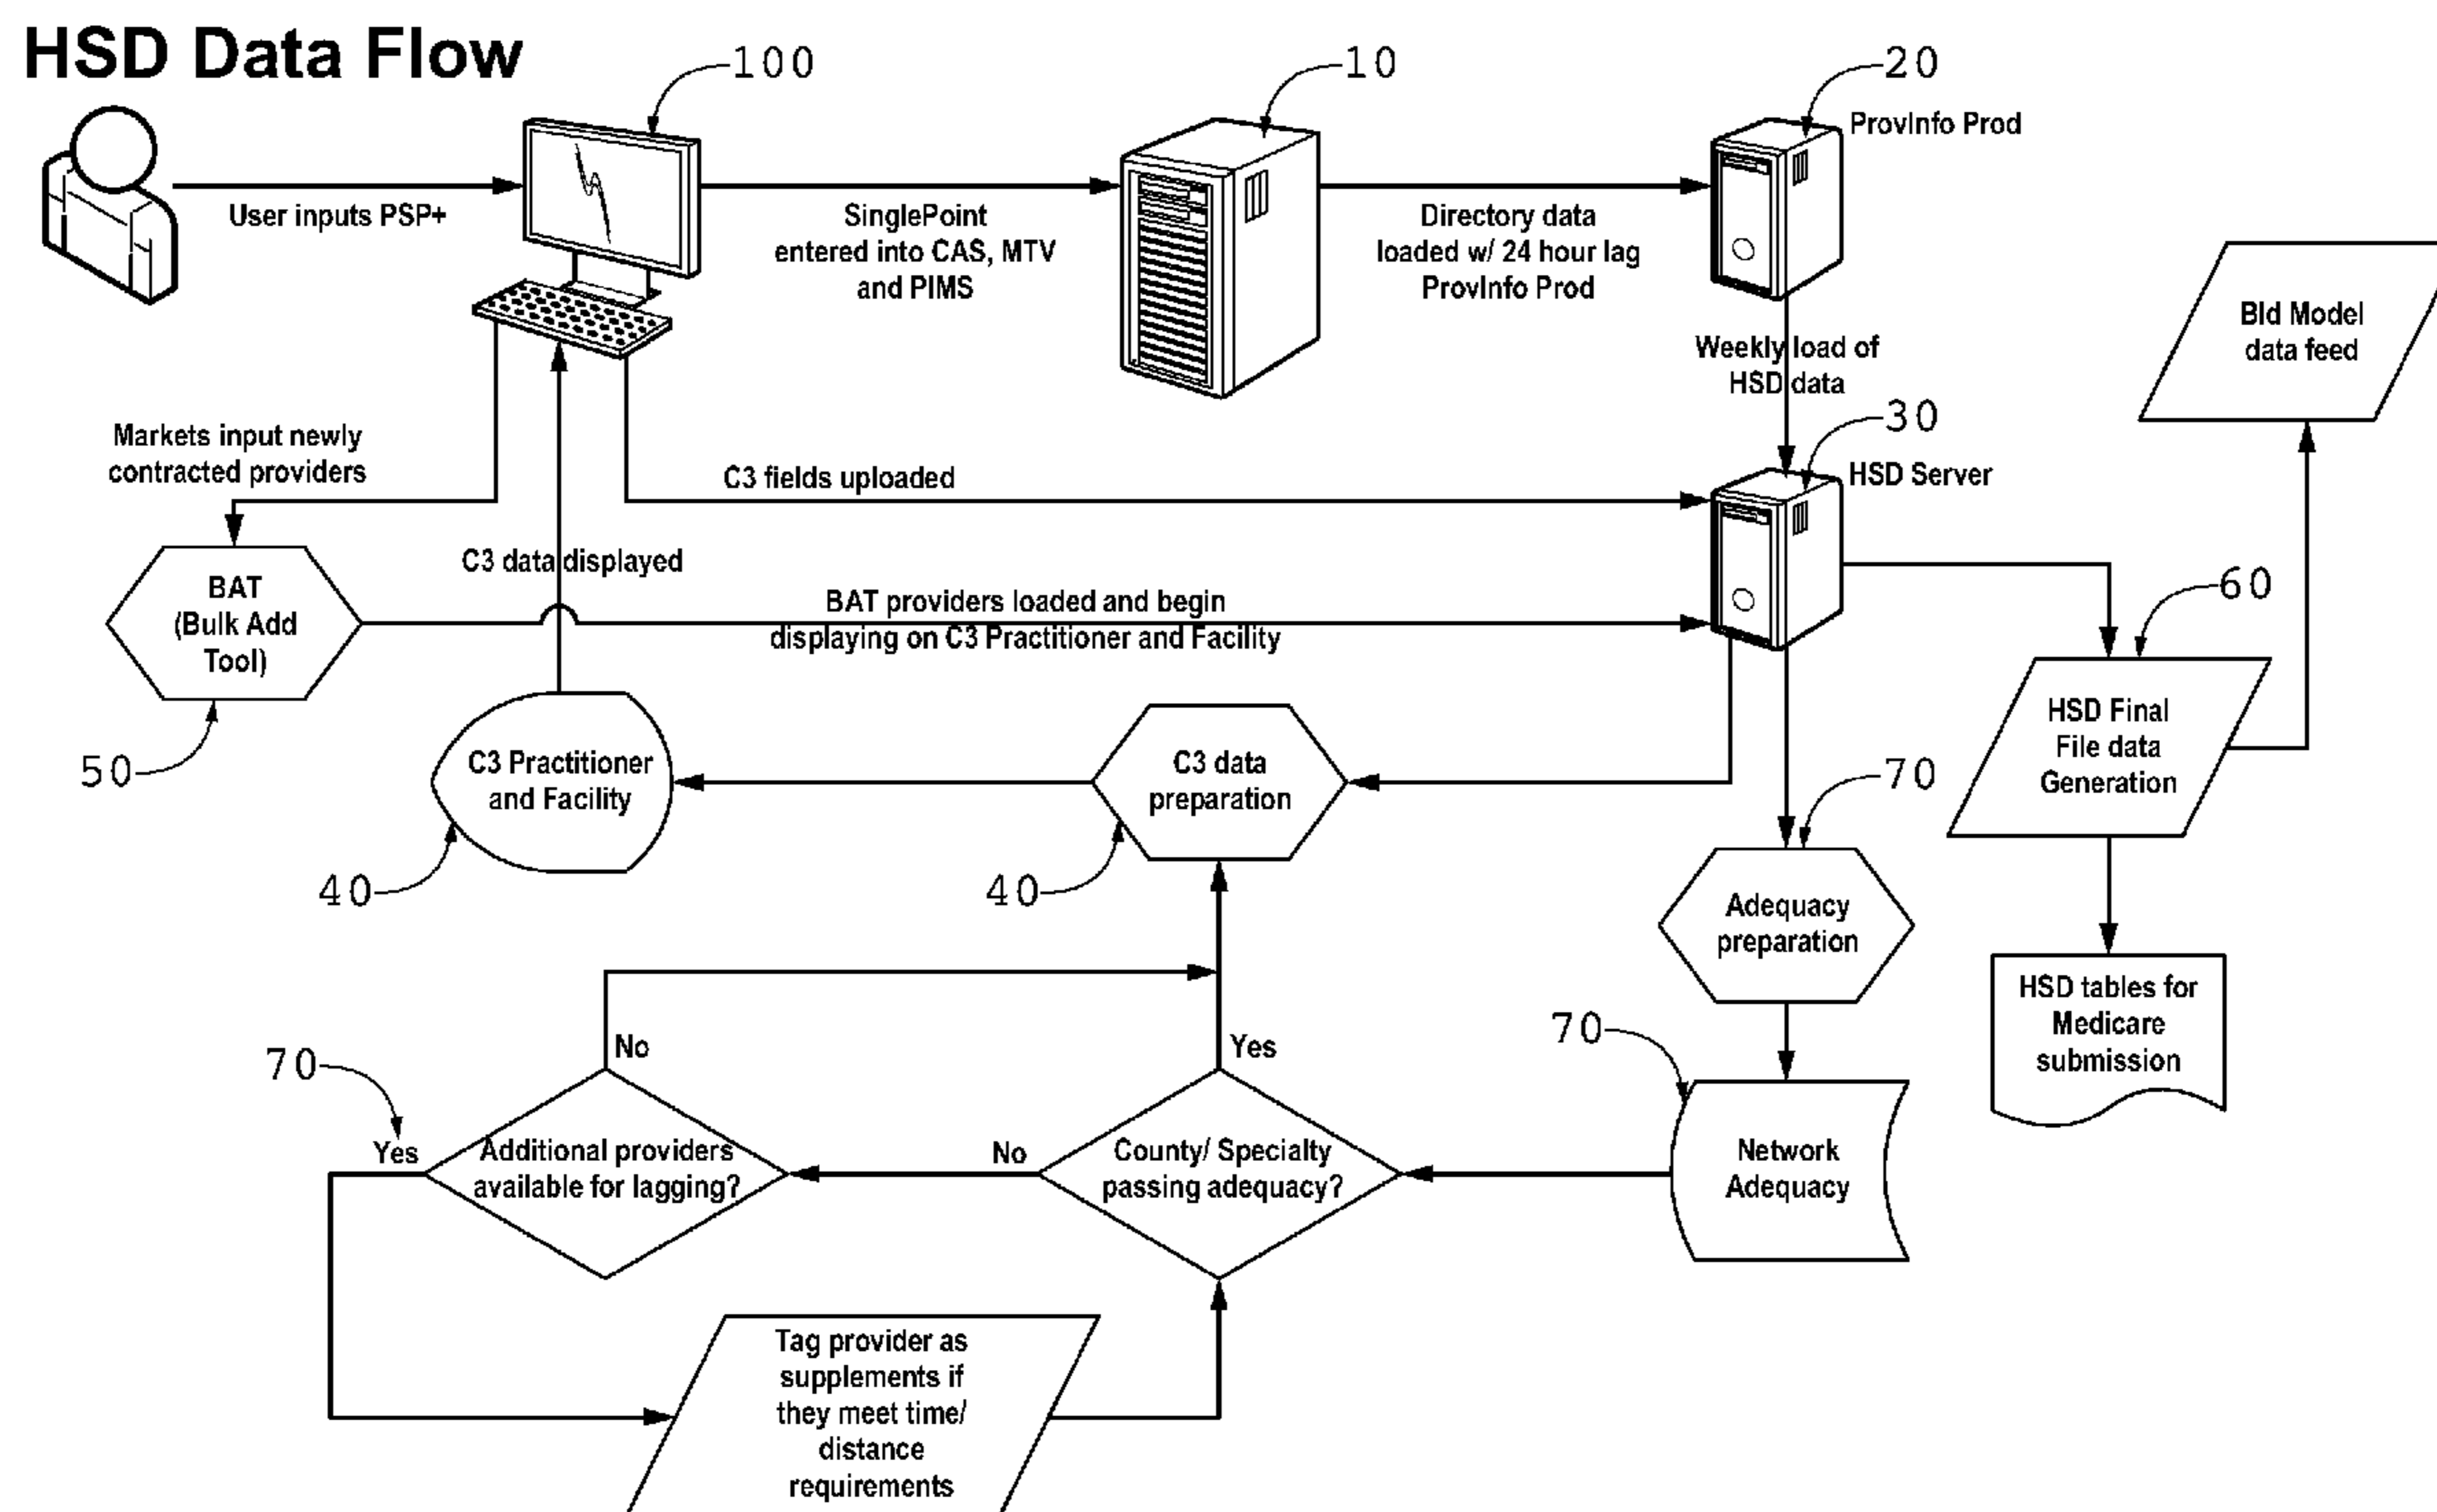 HSD Data Flow
100
10
20
ProvInfo Prod
User inputs PSP+
SinglePoint
entered into CAS, MTV
and PIMS
Directory data
loaded w/ 24 hour lag
ProvInfo Prod
Weekly load of
HSD data
Bld Model
data feed
30
HSD Server
Markets input newly
contracted providers
C3 fields uploaded
C3 data displayed
BAT
(Bulk Add
Tool)
50
BAT providers loaded and begin
displaying on C3 Practitioner and Facility
60
HSD Final
File data
Generation
C3 Practitioner
and Facility
40
C3 data
preparation
40
70
Adequacy
preparation
HSD tables for
Medicare
submission
70
Network
Adequacy
No
Yes
70
Yes
Additional providers
available for lagging?
No
County/ Specialty
passing adequacy?
Tag provider as
supplements if
they meet time/
distance
requirements